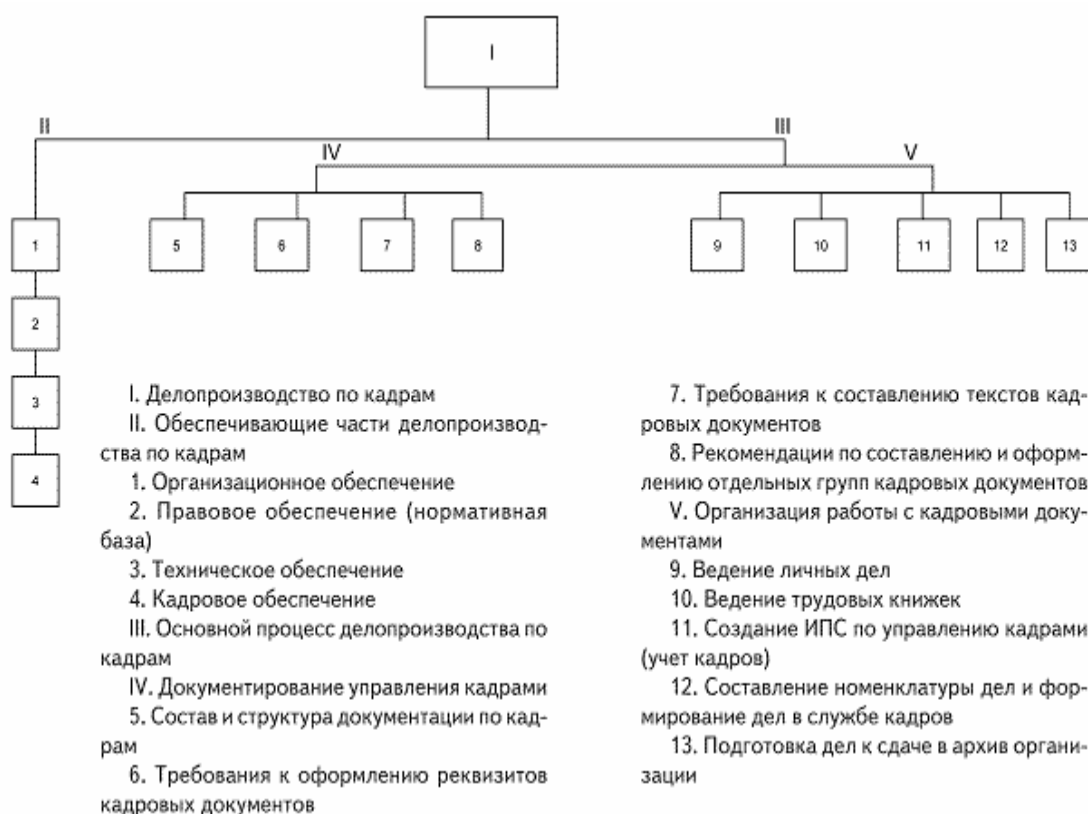 I
II
III
IV
V
1
5
6
7
8
9
10
11
12
13
2
3
4
I. Делопроизводство по кадрам
II. Обеспечивающие части делопроизвод-
ства по кадрам
1. Организационное обеспечение
2. Правовое обеспечение (нормативная
база)
3. Техническое обеспечение
4. Кадровое обеспечение
III. Основной процесс делопроизводства по
кадрам
IV. Документирование управления кадрами
5. Состав и структура документации по кад-
рам
6. Требования к оформлению реквизитов
кадровых документов
7. Требования к составлению текстов кад-
ровых документов
8. Рекомендации по составлению и оформ-
лению отдельных групп кадровых документов
V. Организация работы с кадровыми доку-
ментами
9. Ведение личных дел
10. Ведение трудовых книжек
11. Создание ИПС по управлению кадрами
(учет кадров)
12. Составление номенклатуры дел и фор-
мирование дел в службе кадров
13. Подготовка дел к сдаче в архив органи-
зации